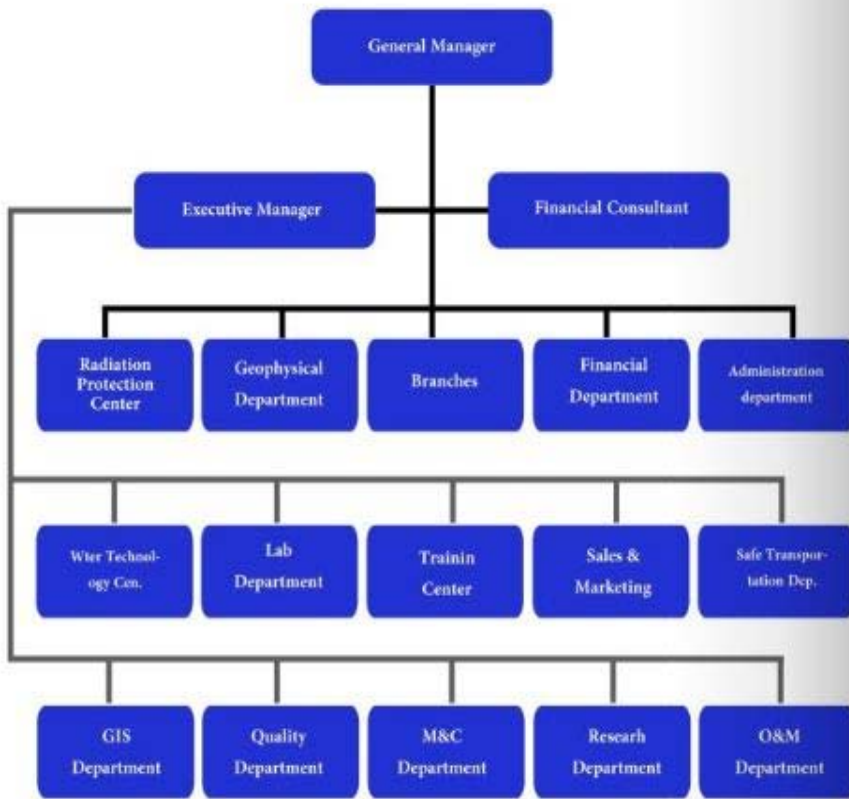 General Manager
Executive Manager
Financial Consultant
Radiation
Protection
Center
Geophysical
Department
Branches
Financial
Department
Administration
department
Wter Technol-
ogy Cen.
Lab
Department
Trainin
Center
Sales &
Marketing
Safe Transpor-
tation Dep.
GIS
Department
Quality
Department
M&C
Department
Researh
Department
O&M
Department